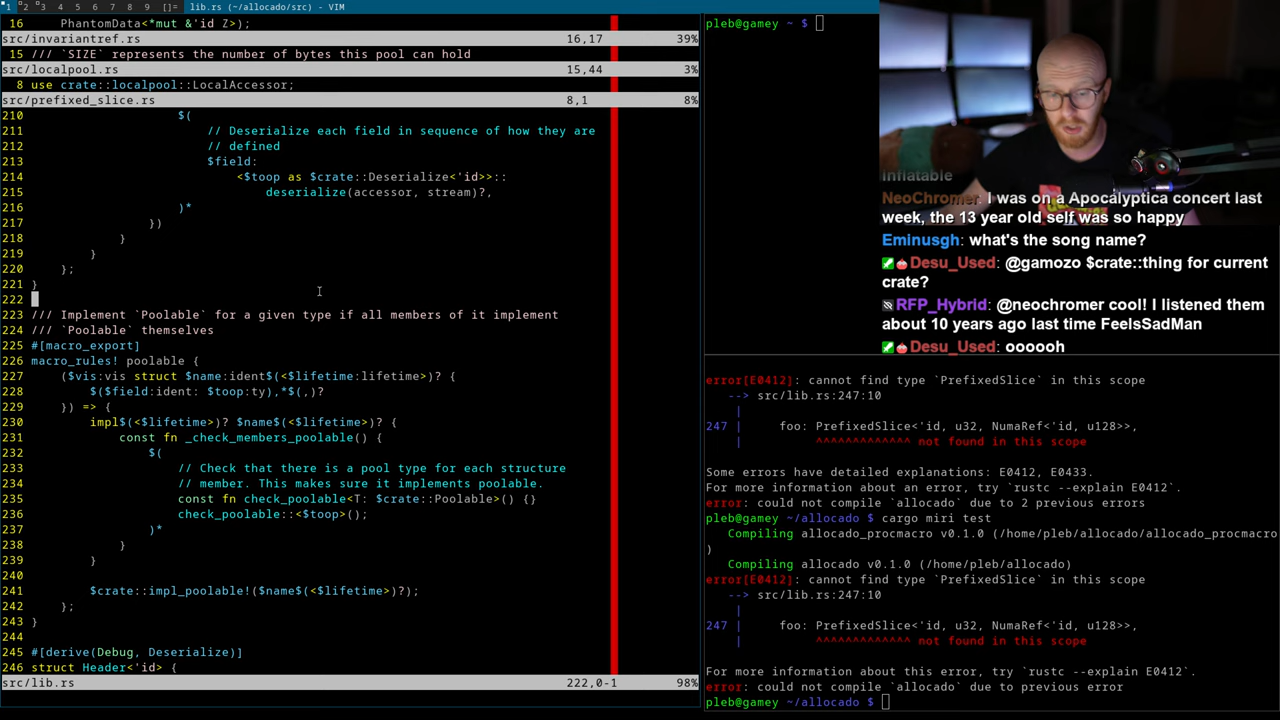 1 2 3 4 5 6 7 8 9 []= lib.rs (~/allocado/src) - VIM
16 PhantomData<*mut &'id Z>);
src/invariantref.rs 16,17 39%
15 /// `SIZE` represents the number of bytes this pool can hold
src/localpool.rs 15,44 3%
8 use crate::localpool::LocalAccessor;
src/prefixed_slice.rs 8,1 8%
210 $(
211 // Deserialize each field in sequence of how they are
212 // defined
213 $field:
214 <$toop as $crate::Deserialize<'id>>::
215 deserialize(accessor, stream)?,
216 )*
217 })
218 }
219 }
220 };
221 }
222
223 /// Implement `Poolable` for a given type if all members of it implement
224 /// `Poolable` themselves
225 #[macro_export]
226 macro_rules! poolable {
227 ($vis:vis struct $name:ident$(<$lifetime:lifetime>)? {
228 $($field:ident: $toop:ty),*$(,)?
229 }) => {
230 impl$(<$lifetime>)? $name$(<$lifetime>)? {
231 const fn _check_members_poolable() {
232 $(
233 // Check that there is a pool type for each structure
234 // member. This makes sure it implements poolable.
235 const fn check_poolable<T: $crate::Poolable>() {}
236 check_poolable::<$toop>();
237 )*
238 }
239 }
240
241 $crate::impl_poolable!($name$(<$lifetime>)?);
242 };
243 }
244
245 #[derive(Debug, Deserialize)]
246 struct Header<'id> {
src/lib.rs 222,0-1 98%
pleb@gamey ~ $
Inflatable
NeoChromer: I was on a Apocalyptica concert last
week, the 13 year old self was so happy
Eminusgh: what's the song name?
Desu_Used: @gamozo $crate::thing for current
crate?
RFP_Hybrid: @neochromer cool! I listened them
about 10 years ago last time FeelsSadMan
Desu_Used: oooooh
error[E0412]: cannot find type `PrefixedSlice` in this scope
--> src/lib.rs:247:10
|
247 | foo: PrefixedSlice<'id, u32, NumaRef<'id, u128>>,
| ^^^^^^^^^^^^^ not found in this scope
Some errors have detailed explanations: E0412, E0433.
For more information about an error, try `rustc --explain E0412`.
error: could not compile `allocado` due to 2 previous errors
pleb@gamey ~/allocado $ cargo miri test
Compiling allocado_procmacro v0.1.0 (/home/pleb/allocado/allocado_procmacro
)
Compiling allocado v0.1.0 (/home/pleb/allocado)
error[E0412]: cannot find type `PrefixedSlice` in this scope
--> src/lib.rs:247:10
|
247 | foo: PrefixedSlice<'id, u32, NumaRef<'id, u128>>,
| ^^^^^^^^^^^^^ not found in this scope
For more information about this error, try `rustc --explain E0412`.
error: could not compile `allocado` due to previous error
pleb@gamey ~/allocado $